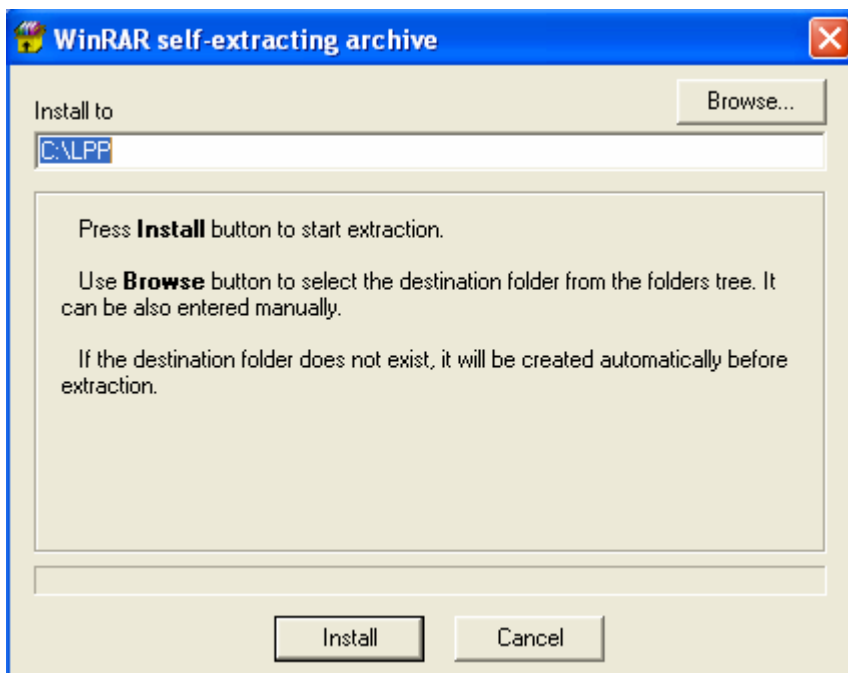 WinRAR self-extracting archive
Browse...
Install to
C:\LPP
Press Install button to start extraction.
Use Browse button to select the destination folder from the folders tree. It
can be also entered manually.
If the destination folder does not exist, it will be created automatically before
extraction.
Install
Cancel